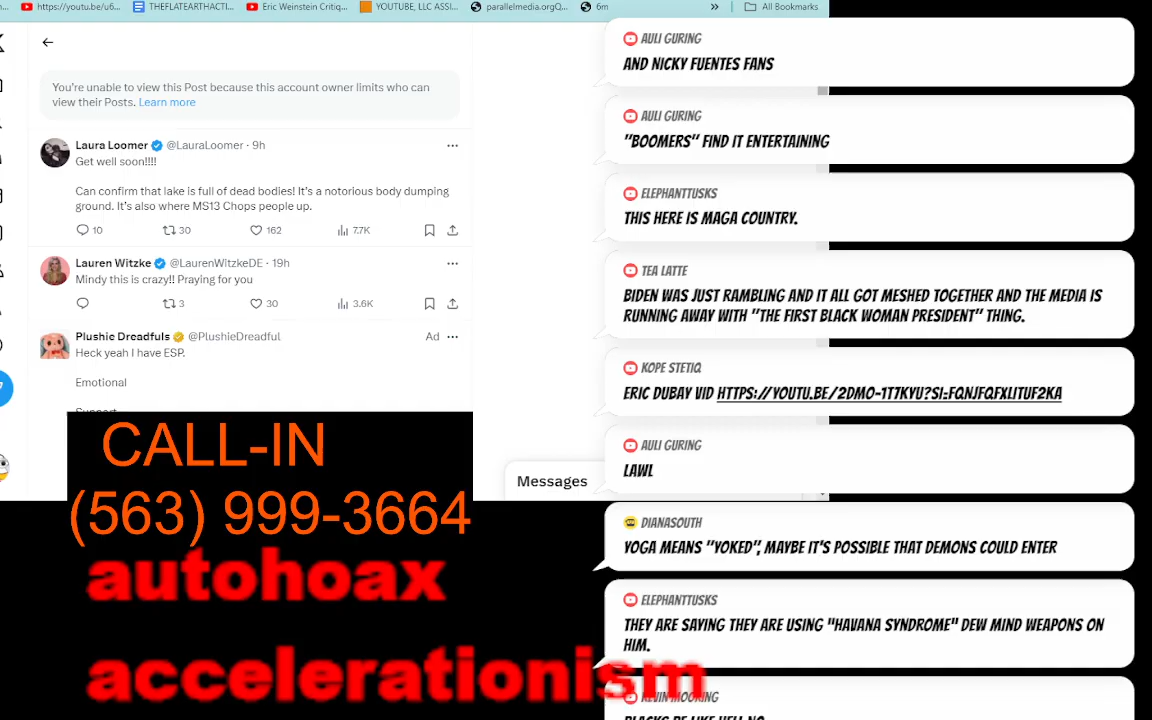 https://youtu.be/u6...
THEFLATEARTHACTI...
Eric Weinstein Critiq...
YOUTUBE, LLC ASSI...
parallelmedia.orgQ...
6m
»
All Bookmarks
You're unable to view this Post because this account owner limits who can
view their Posts. Learn more
Laura Loomer @LauraLoomer · 9h
Get well soon!!!!
Can confirm that lake is full of dead bodies! It's a notorious body dumping
ground. It's also where MS13 Chops people up.
10 30 162 7.7K
Lauren Witzke @LaurenWitzkeDE · 19h
Mindy this is crazy!! Praying for you
3 30 3.6K
Plushie Dreadfuls @PlushieDreadful Ad
Heck yeah I have ESP.
Emotional
CALL-IN
(563) 999-3664
autohoax
accelerationism
Messages
AULI GURING
AND NICKY FUENTES FANS
AULI GURING
"BOOMERS" FIND IT ENTERTAINING
ELEPHANTTUSKS
THIS HERE IS MAGA COUNTRY.
TEA LATTE
BIDEN WAS JUST RAMBLING AND IT ALL GOT MESHED TOGETHER AND THE MEDIA IS
RUNNING AWAY WITH "THE FIRST BLACK WOMAN PRESIDENT" THING.
KOPE STETIQ
ERIC DUBAY VID HTTPS://YOUTU.BE/2DMO-1T7KYU?SI=FQNJFQFXLITUF2KA
AULI GURING
LAWL
DIANASOUTH
YOGA MEANS "YOKED", MAYBE IT'S POSSIBLE THAT DEMONS COULD ENTER
ELEPHANTTUSKS
THEY ARE SAYING THEY ARE USING "HAVANA SYNDROME" DEW MIND WEAPONS ON
HIM.
KEVIN MOORING
BLACKS BE LIKE HELL NO